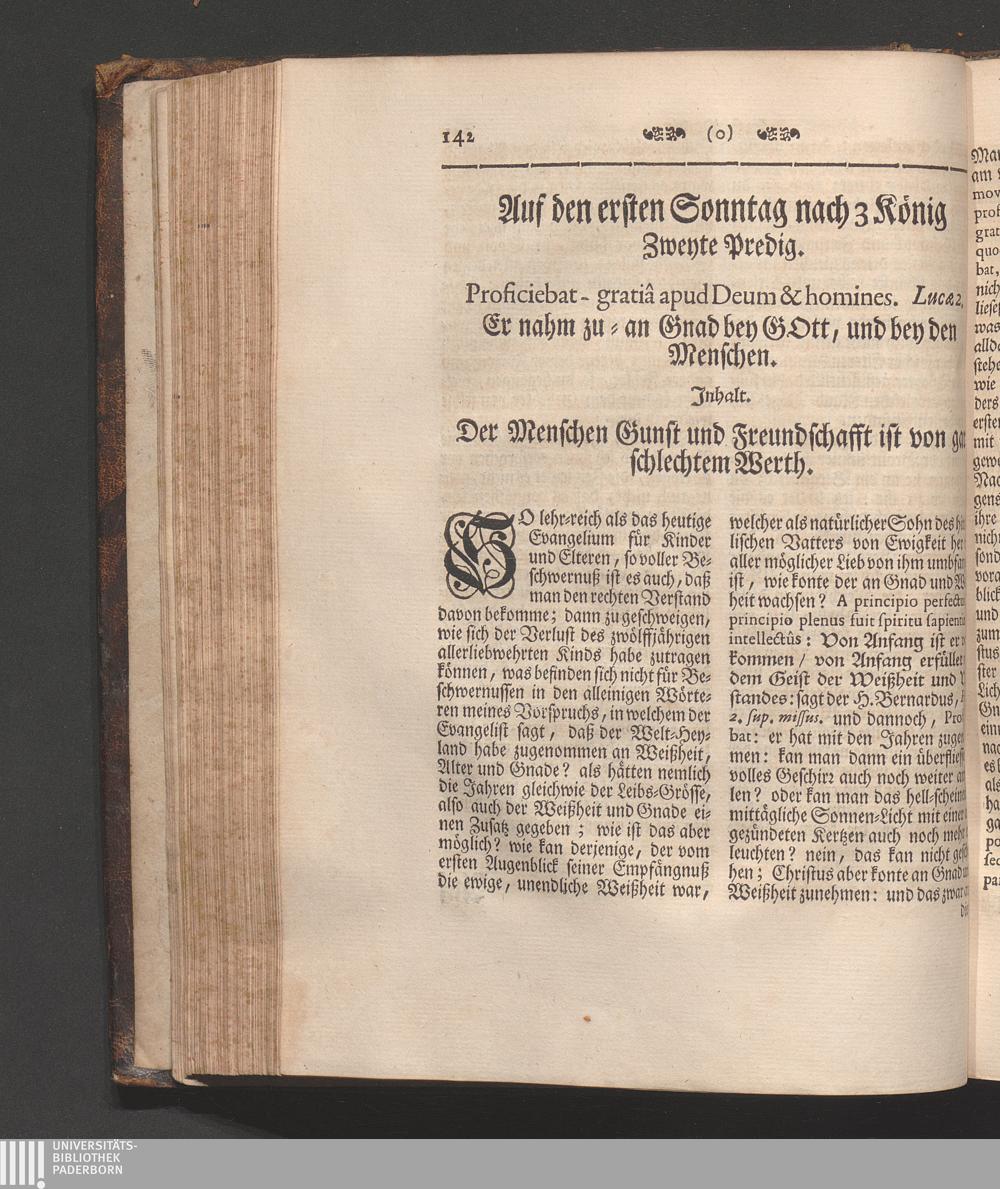 142 (0)
Auf den ersten Sonntag nach 3 König
Zweyte Predig.
Proficiebat - gratiâ apud Deum & homines. Lucæ 2.
Er nahm zu ⸗ an Gnad bey GOtt, und bey den
Menschen.
Inhalt.
Der Menschen Gunst und Freundschafft ist von
schlechtem Werth.
SO lehr⸗reich als das heutige
Evangelium für Kinder
und Elteren, so voller Be⸗
schwernuß ist es auch, daß
man den rechten Verstand
davon bekomme; dann zu geschweigen,
wie sich der Verlust des zwölffjährigen
allerliebwehrten Kinds habe zutragen
können, was befinden sich nicht für Be⸗
schwernussen in den alleinigen Wörte⸗
ren meines Vorspruchs, in welchem der
Evangelist sagt, daß der Welt⸗Hey⸗
land habe zugenommen an Weißheit,
Alter und Gnade? als hätten nemlich
die Jahren gleichwie der Leibs⸗Grösse,
also auch der Weißheit und Gnade ei⸗
nen Zusatz gegeben; wie ist das aber
möglich? wie kan derjenige, der vom
ersten Augenblick seiner Empfängnuß
die ewige, unendliche Weißheit war,
welcher als natürlicher Sohn des
lischen Vatters von Ewigkeit
aller möglicher Lieb von ihm
ist, wie konte der an Gnad und
heit wachsen? A principio
principio plenus fuit spiritu
intellectûs: Von Anfang ist er
kommen / von Anfang
dem Geist der Weißheit und
standes: sagt der H. Bernardus,
2. sup. missus. und dannoch,
bat: er hat mit den Jahren
men: kan man dann ein
volles Geschirr auch noch weiter
len? oder kan man das
mittägliche Sonnen⸗Licht mit
gezündeten Kertzen auch noch
leuchten? nein, das kan nicht
hen; Christus aber konte an Gnad
Weißheit zunehmen: und das zwar
am
quo
bat,
was
wie
ders
mit
ihre
und
zum
als
UNIVERSITÄTS-
BIBLIOTHEK
PADERBORN